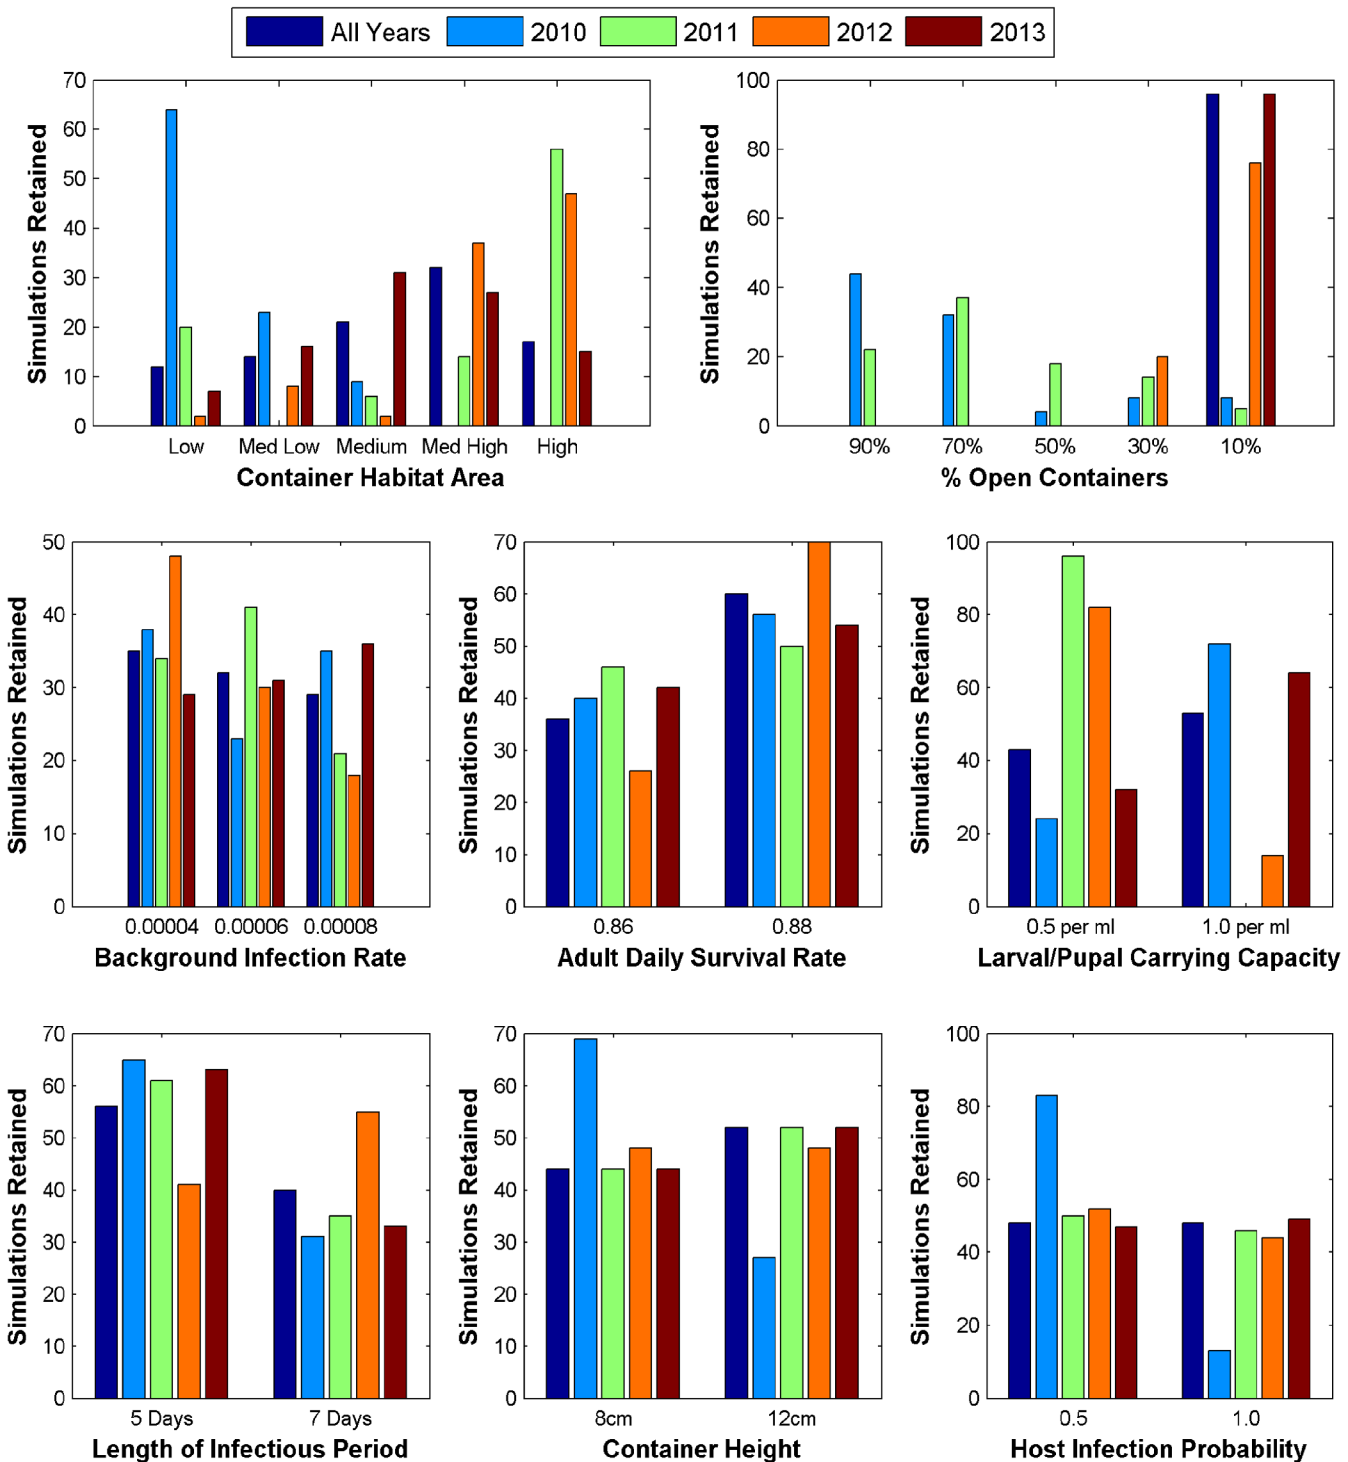 All Years 2010 2011 2012 2013
70
60
50
40
30
20
10
0
Simulations Retained
Low Med Low Medium Med High High
Container Habitat Area
100
80
60
40
20
0
Simulations Retained
90% 70% 50% 30% 10%
% Open Containers
50
40
30
20
10
0
Simulations Retained
0.00004 0.00006 0.00008
Background Infection Rate
70
60
50
40
30
20
10
0
Simulations Retained
0.86 0.88
Adult Daily Survival Rate
100
80
60
40
20
0
Simulations Retained
0.5 per ml 1.0 per ml
Larval/Pupal Carrying Capacity
70
60
50
40
30
20
10
0
Simulations Retained
5 Days 7 Days
Length of Infectious Period
70
60
50
40
30
20
10
0
Simulations Retained
8cm 12cm
Container Height
100
80
60
40
20
0
Simulations Retained
0.5 1.0
Host Infection Probability